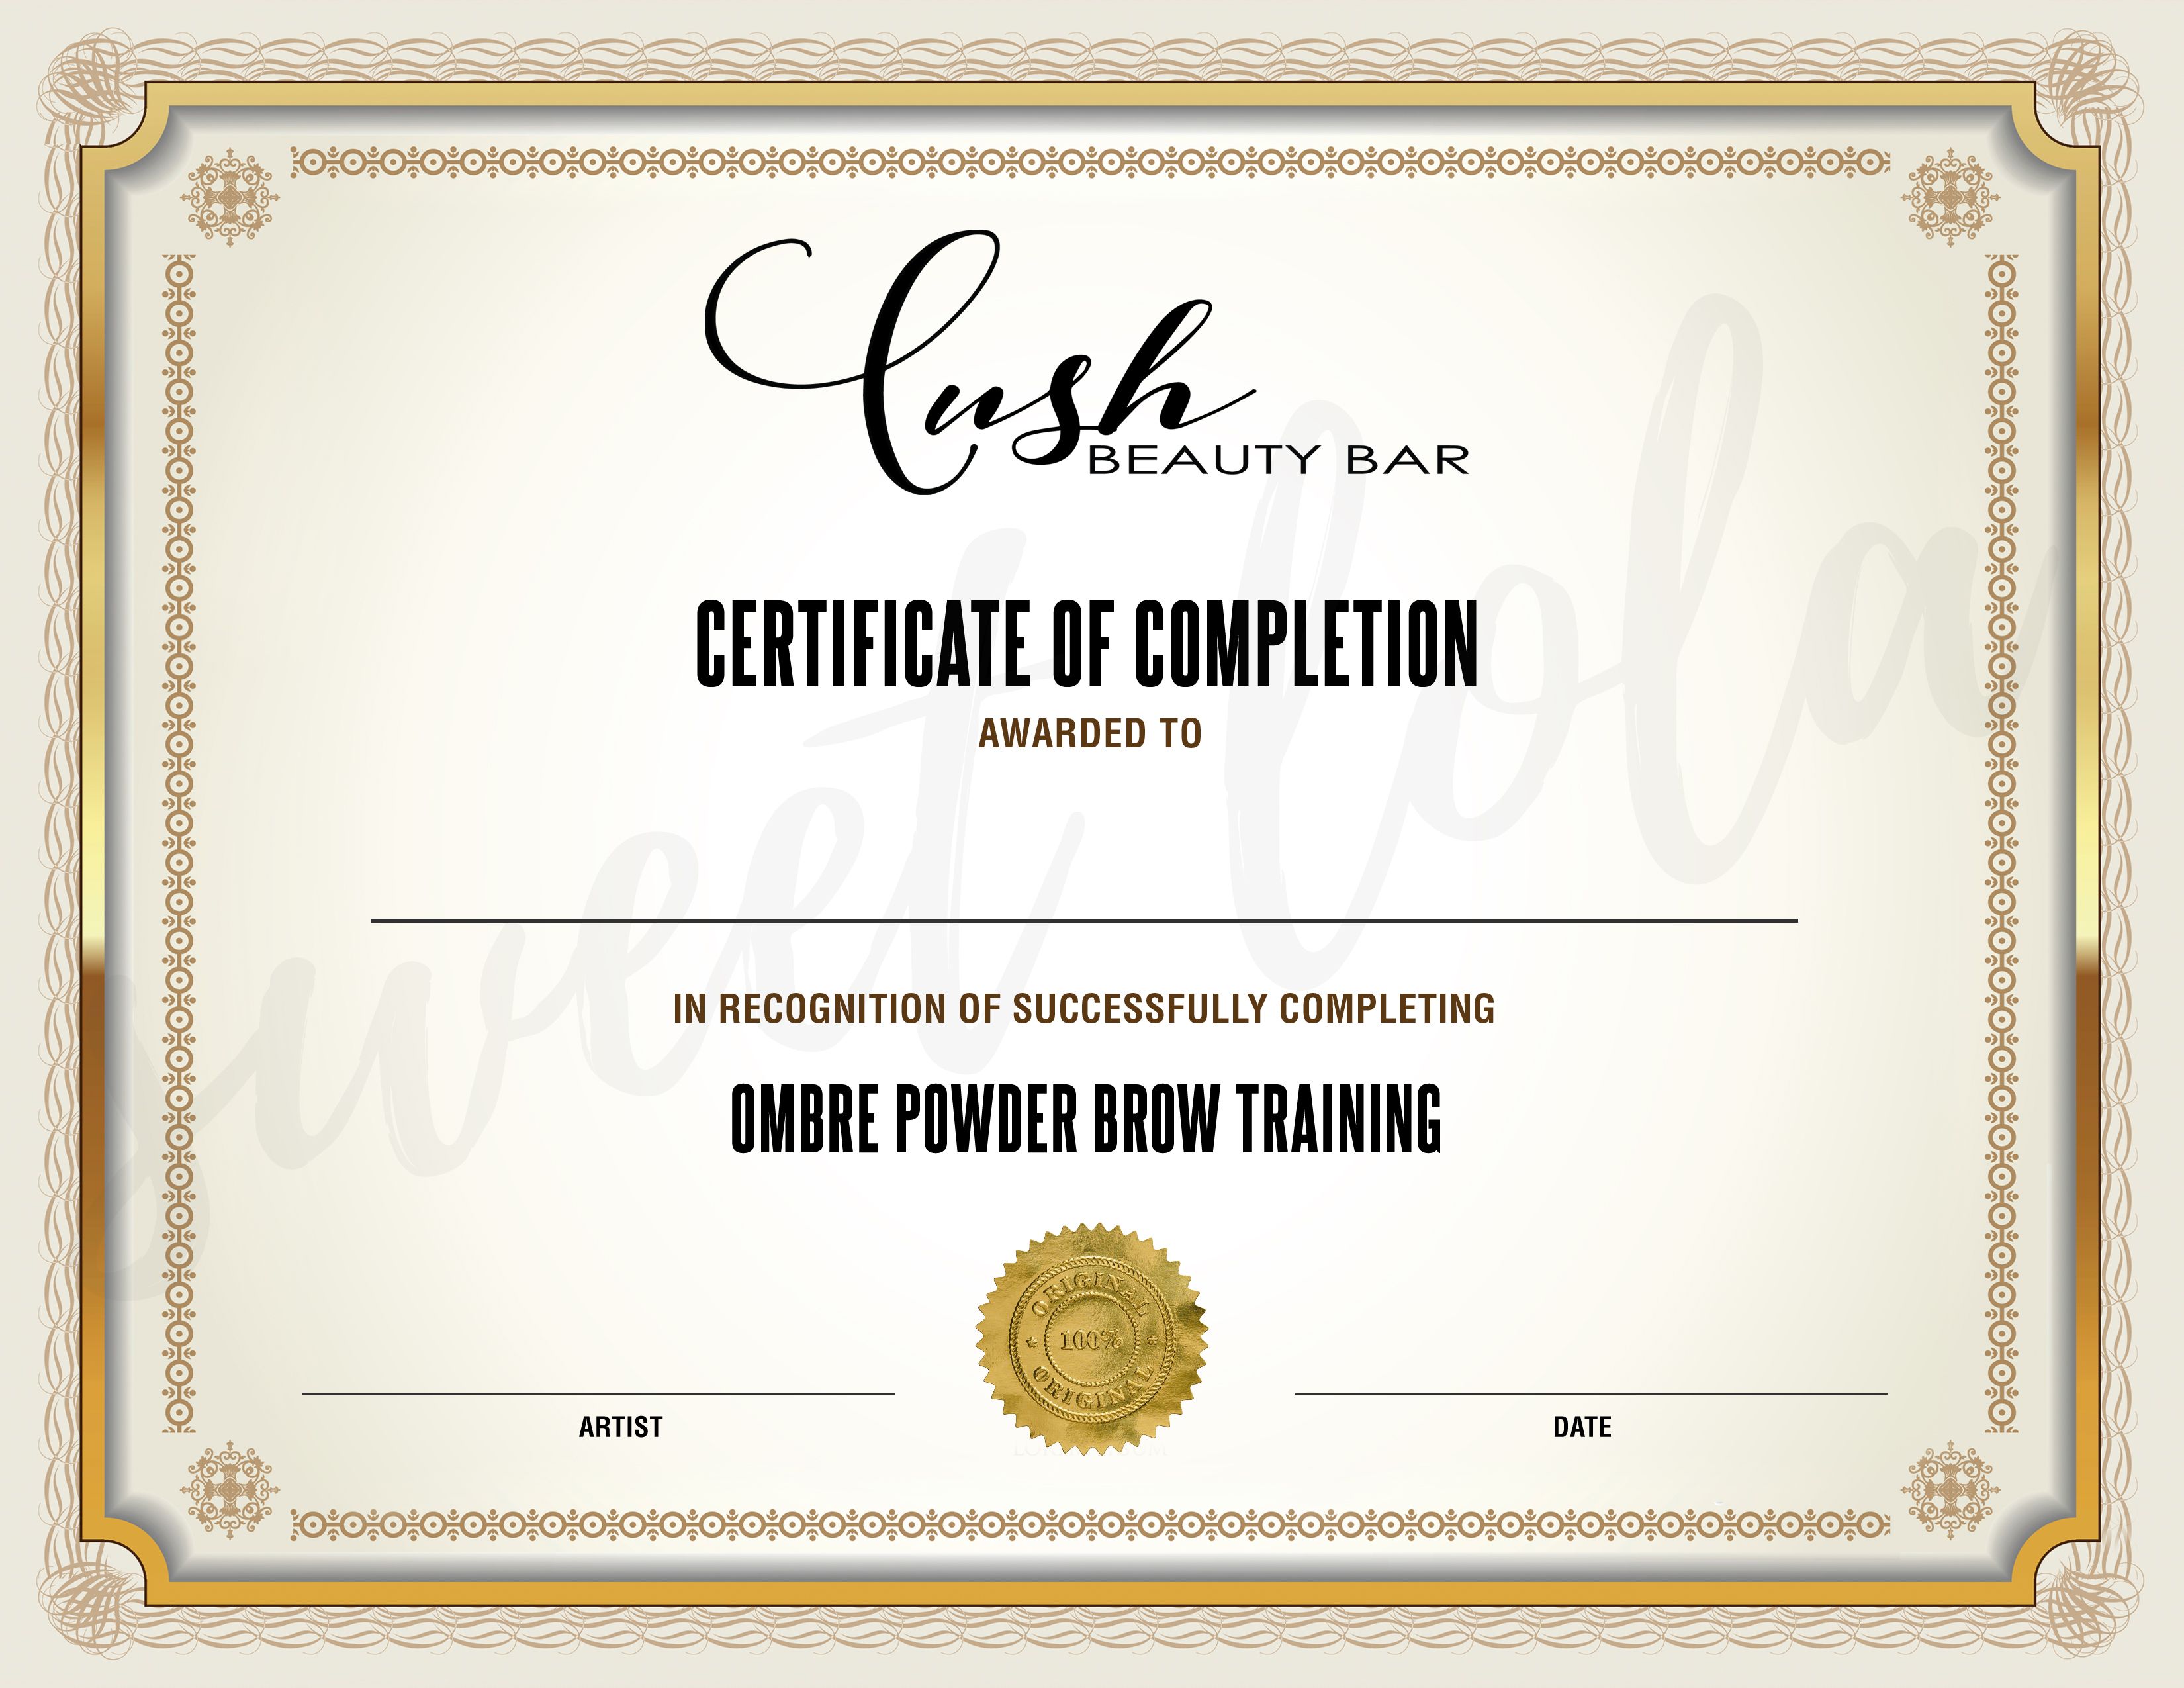 Cush
BEAUTY BAR
CERTIFICATE OF COMPLETION
AWARDED TO
sweet lola
IN RECOGNITION OF SUCCESSFULLY COMPLETING
OMBRE POWDER BROW TRAINING
ORIGINAL
100%
ORIGINAL
ARTIST
DATE